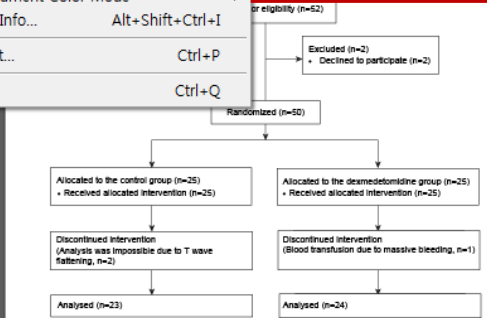 Info...	Alt+Shift+Ctrl+I
t...	Ctrl+P
Ctrl+Q
or eligibility (n=52)
Excluded (n=2)
• Declined to participate (n=2)
Randomized (n=50)
Allocated to the control group (n=25)
• Received allocated intervention (n=25)
Allocated to the dexmedetomidine group (n=25)
• Received allocated intervention (n=25)
Discontinued intervention
(Analysis was impossible due to T wave
flattening, n=2)
Discontinued intervention
(Blood transfusion due to massive bleeding, n=1)
Analysed (n=23)
Analysed (n=24)